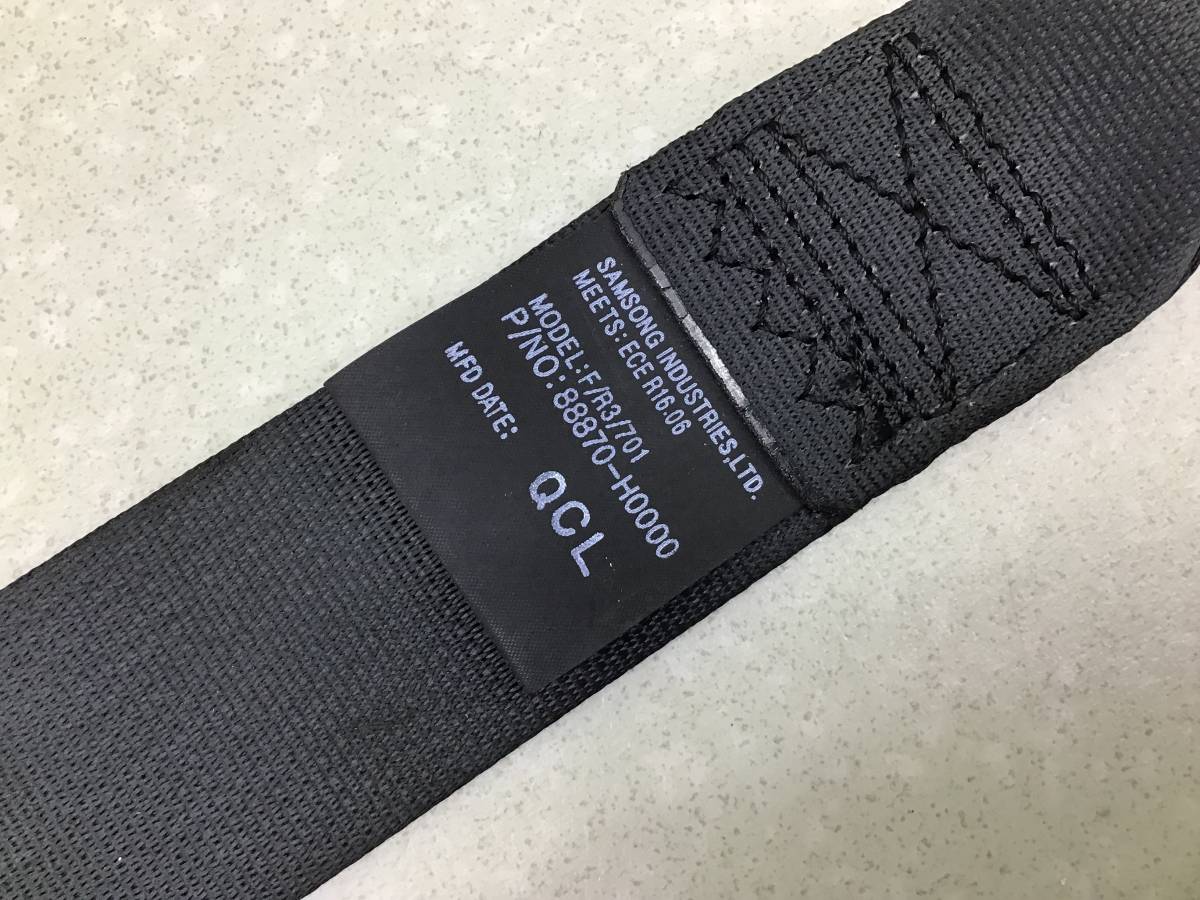 SAMSONG INDUSTRIES,LTD.
MEETS: ECE R16.06
MODEL:F/R3/701
P/NO:88870-H0000
MFD DATE:
QCL